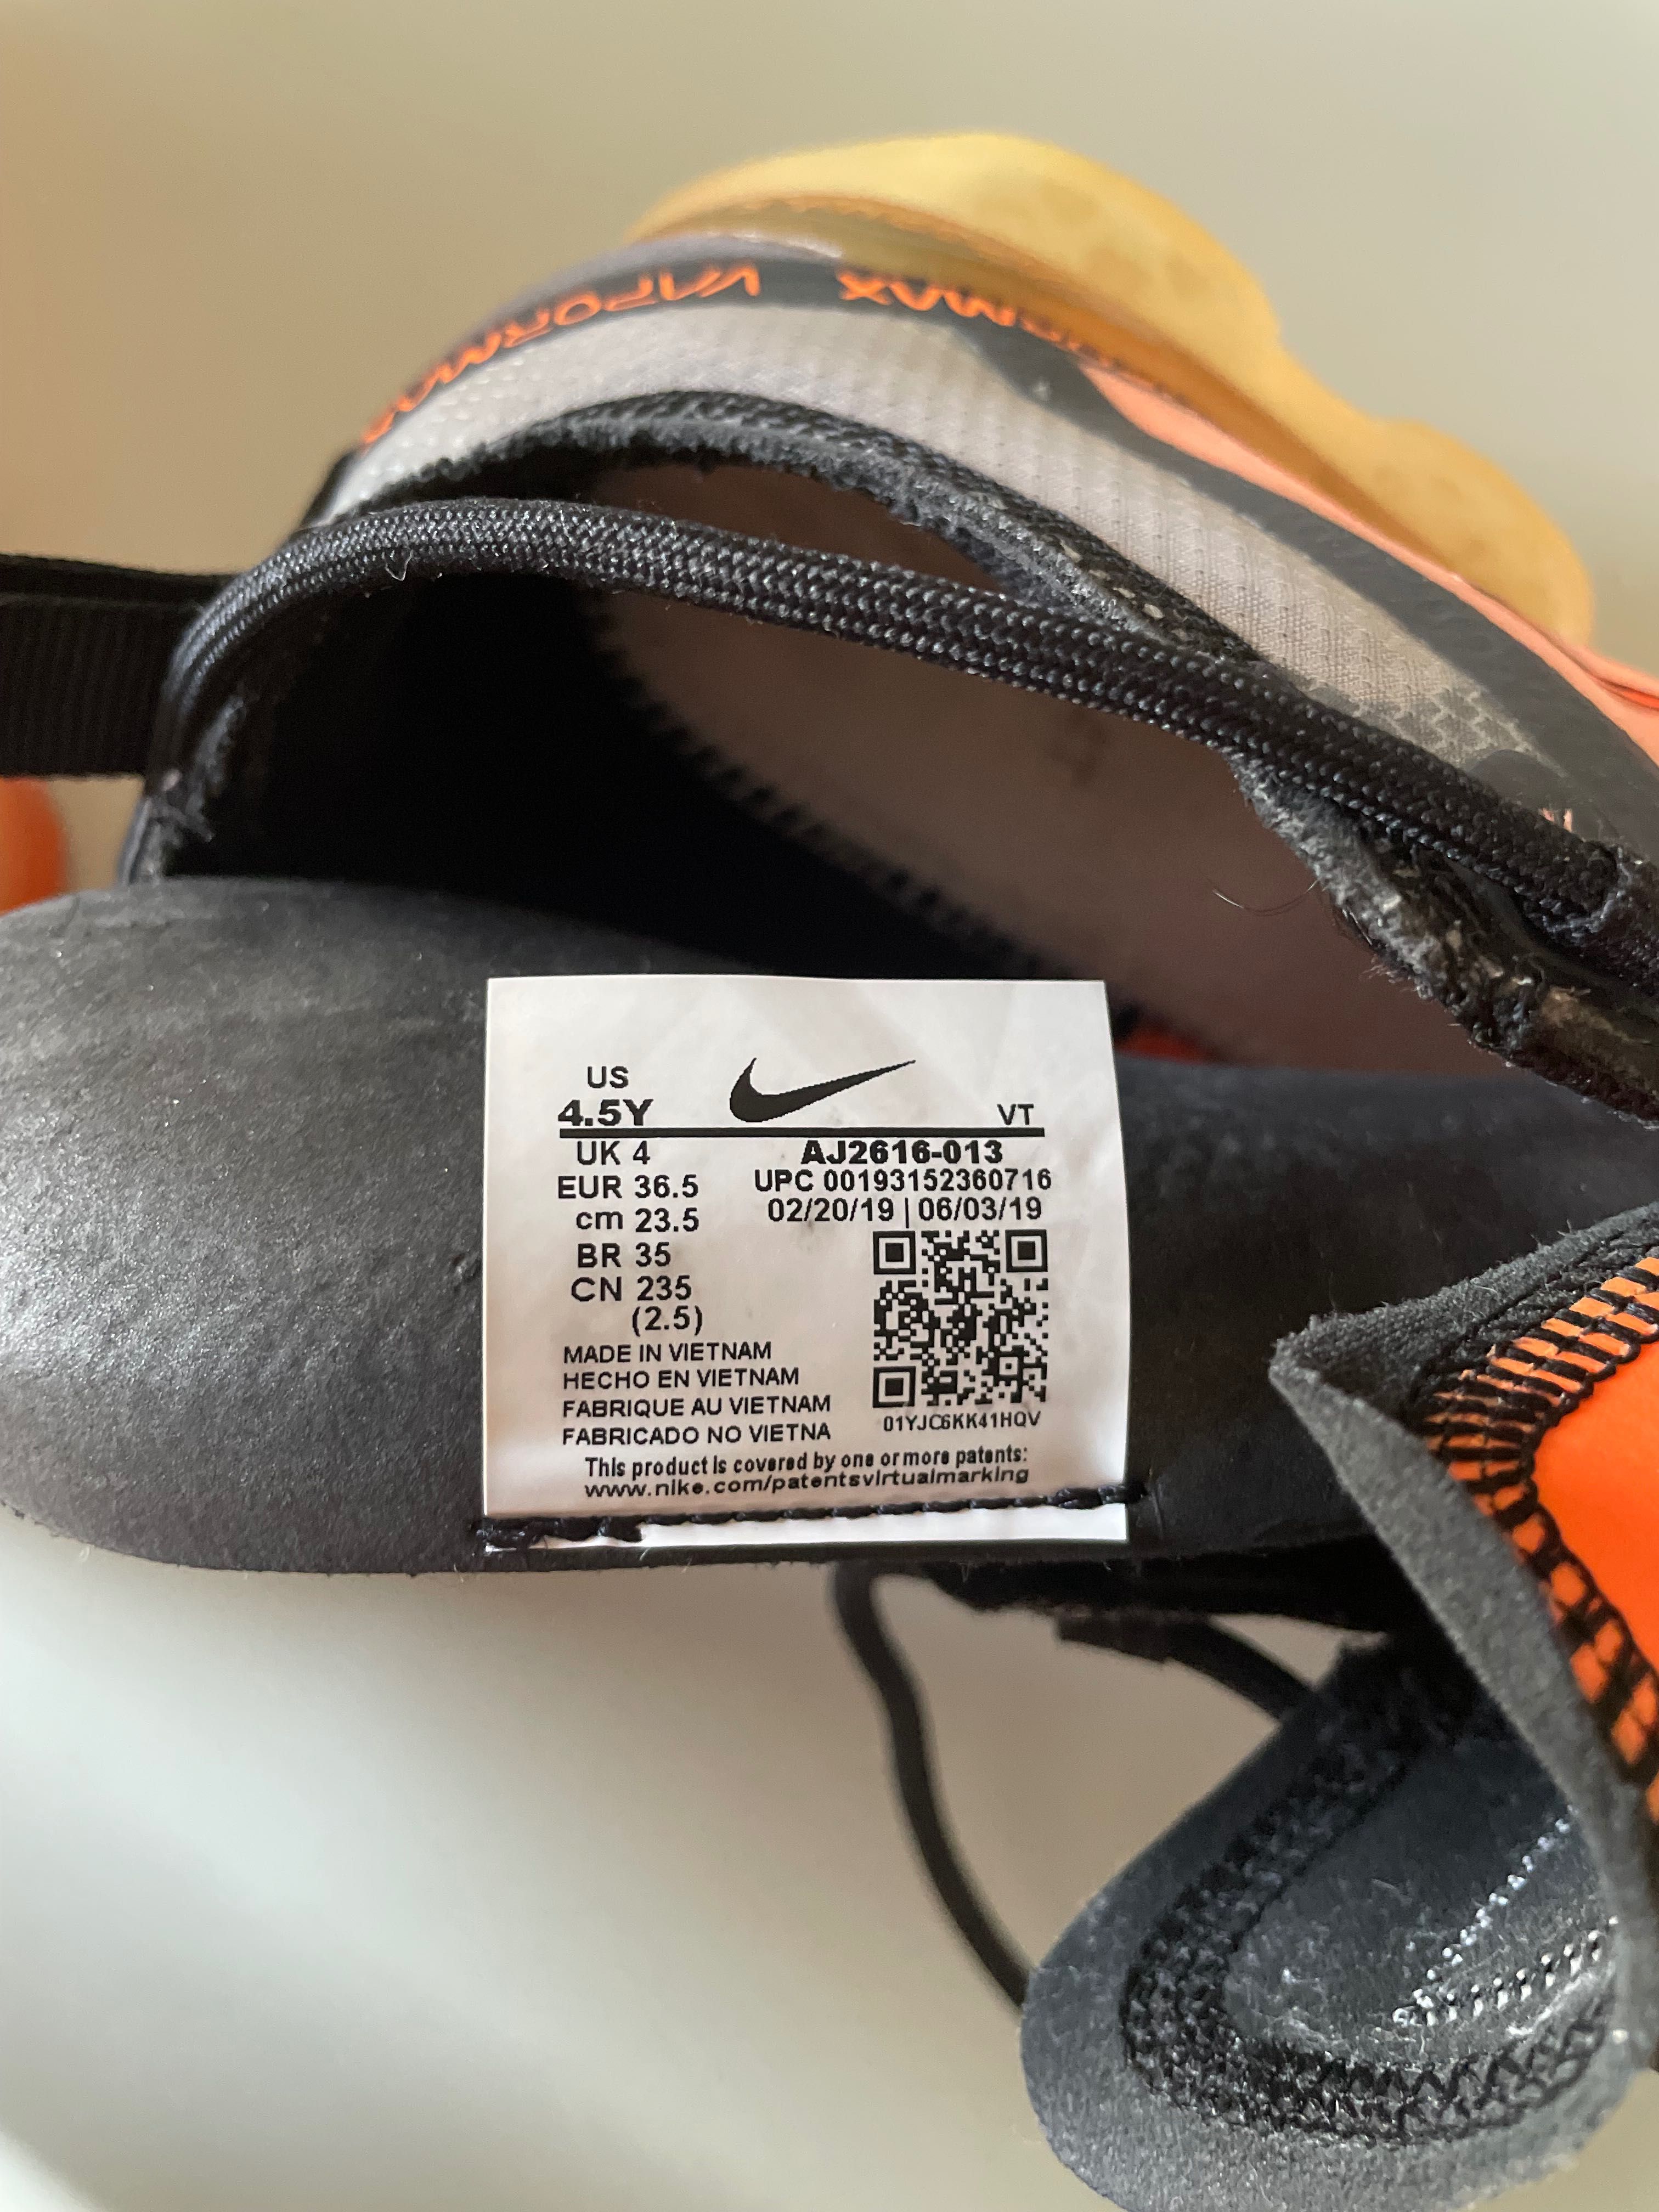 VAPORMAX
US
4.5Y
VT
UK 4
AJ2616-013
EUR 36.5
UPC 00193152360716
cm 23.5
02/20/19 | 06/03/19
BR 35
CN 235
(2.5)
MADE IN VIETNAM
HECHO EN VIETNAM
FABRIQUE AU VIETNAM
FABRICADO NO VIETNA
01YJC6KK41HQV
This product is covered by one or more patents:
www.nike.com/patentsvirtualmarking